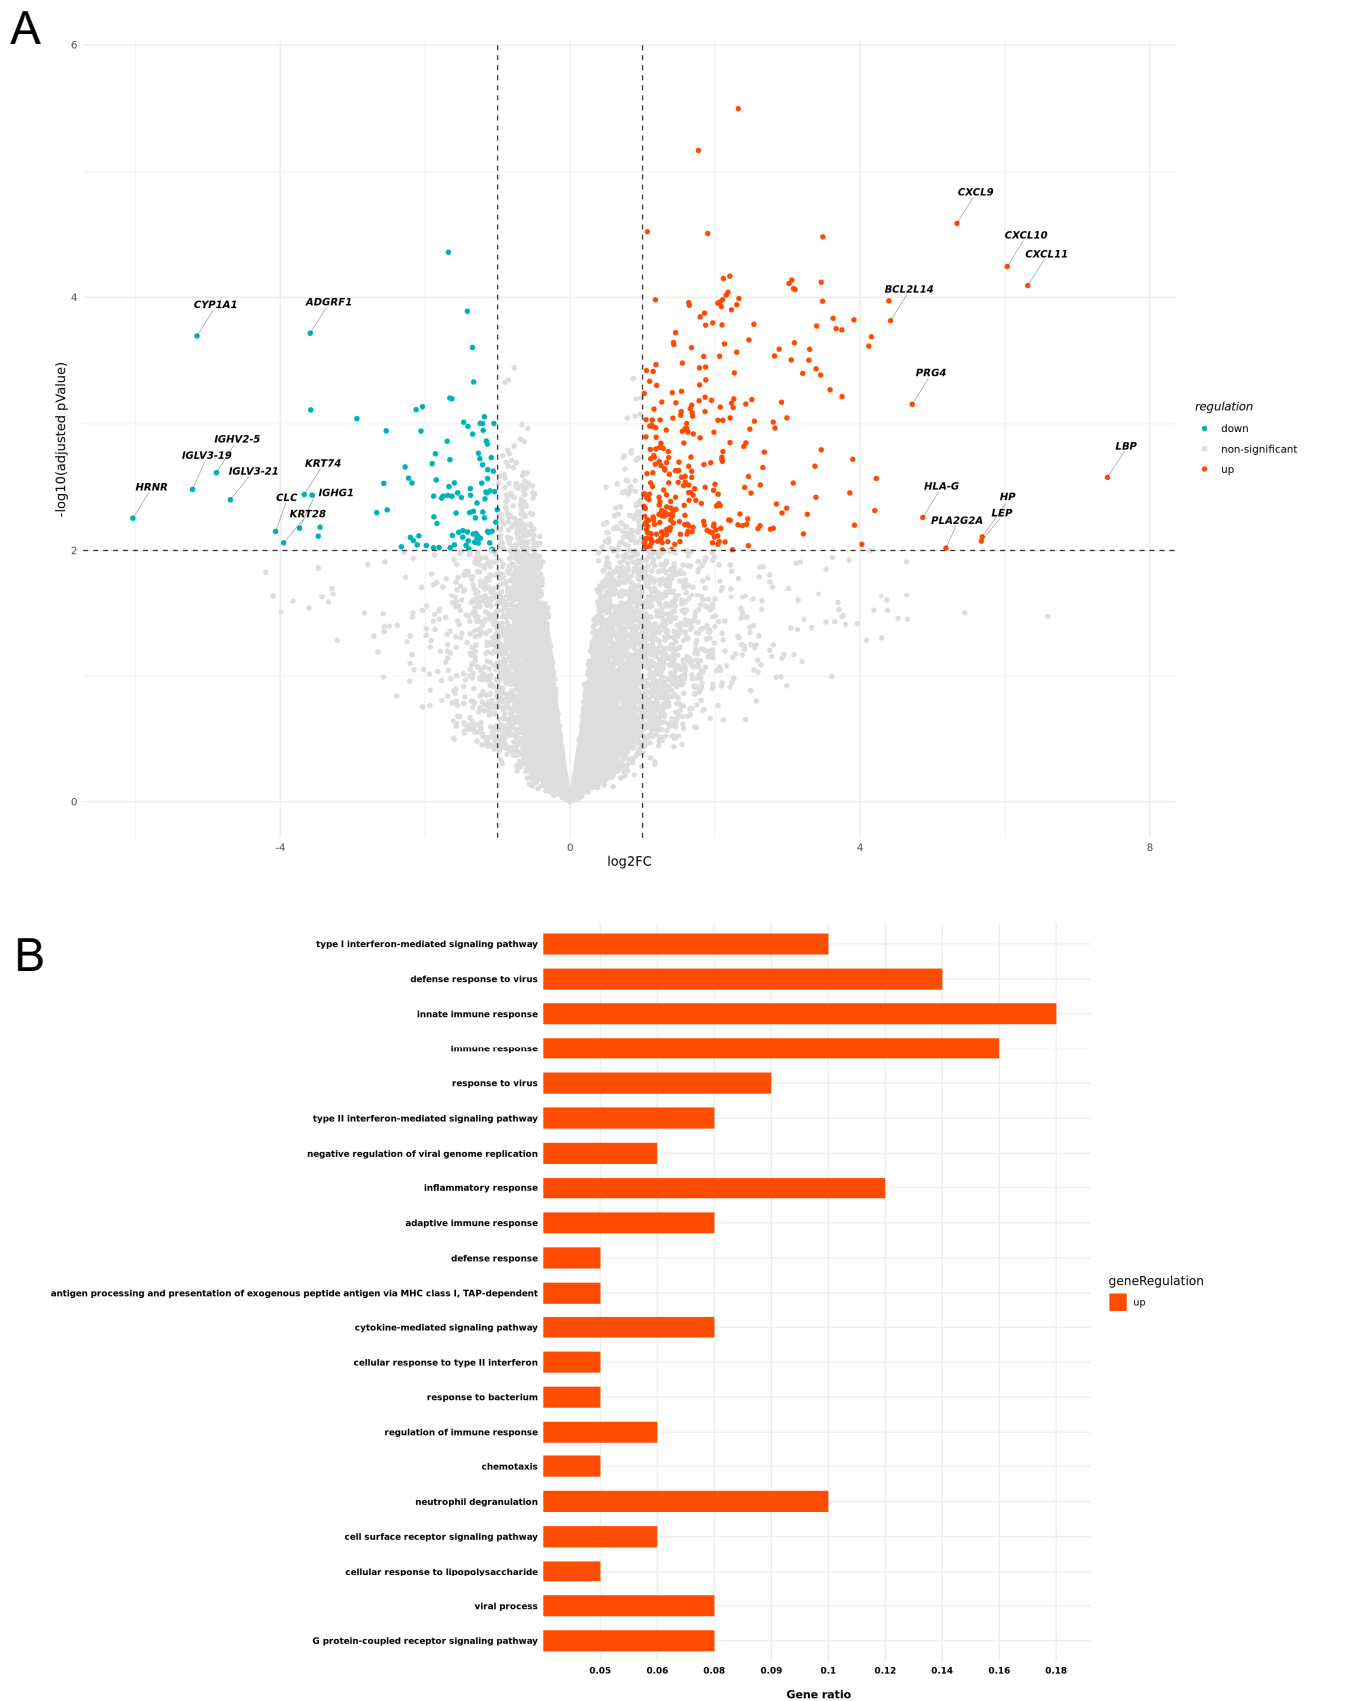 A
6
4
2
0
-log10(adjusted pValue)
-4
0
4
8
log2FC
CXCL9
CXCL10
CXCL11
BCL2L14
PRG4
LBP
HLA-G
HP
LEP
PLA2G2A
CYP1A1
ADGRF1
IGHV2-5
IGLV3-19
IGLV3-21
KRT74
HRNR
CLC
IGHG1
KRT28
regulation
down
non-significant
up
B
type I interferon-mediated signaling pathway
defense response to virus
innate immune response
immune response
response to virus
type II interferon-mediated signaling pathway
negative regulation of viral genome replication
inflammatory response
adaptive immune response
defense response
antigen processing and presentation of exogenous peptide antigen via MHC class I, TAP-dependent
cytokine-mediated signaling pathway
cellular response to type II interferon
response to bacterium
regulation of immune response
chemotaxis
neutrophil degranulation
cell surface receptor signaling pathway
cellular response to lipopolysaccharide
viral process
G protein-coupled receptor signaling pathway
0.05 0.06 0.08 0.09 0.1 0.12 0.14 0.16 0.18
Gene ratio
geneRegulation
up